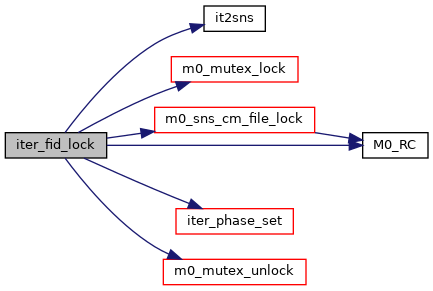 it2sns
m0_mutex_lock
m0_sns_cm_file_lock
iter_fid_lock
M0_RC
iter_phase_set
m0_mutex_unlock